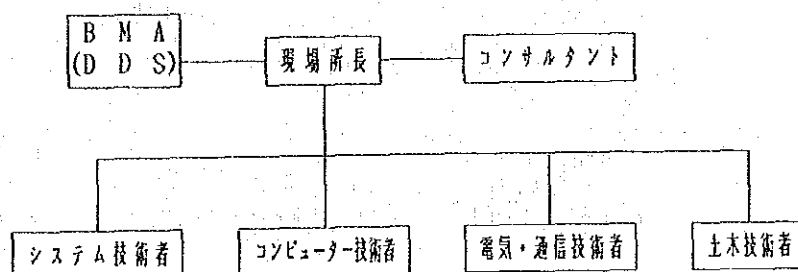 BMA
(DDS)
現場所長
コンサルタント
システム技術者
コンピューター技術者
電気・通信技術者
土木技術者